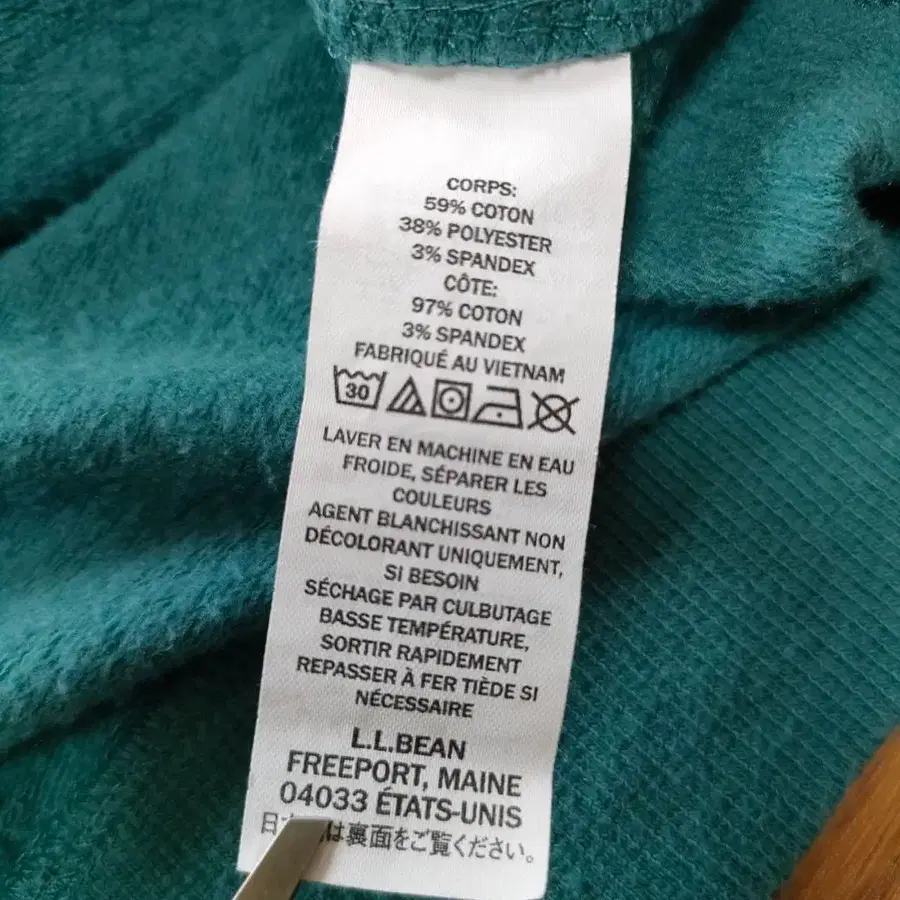 CORPS:
59% COTON
38% POLYESTER
3% SPANDEX
CÔTE:
97% COTON
3% SPANDEX
FABRIQUÉ AU VIETNAM
30
LAVER EN MACHINE EN EAU
FROIDE, SÉPARER LES
COULEURS
AGENT BLANCHISSANT NON
DÉCOLORANT UNIQUEMENT,
SI BESOIN
SÉCHAGE PAR CULBUTAGE
BASSE TEMPÉRATURE,
SORTIR RAPIDEMENT
REPASSER À FER TIÈDE SI
NÉCESSAIRE
L.L.BEAN
FREEPORT, MAINE
04033 ÉTATS-UNIS
は裏面をご覧ください。